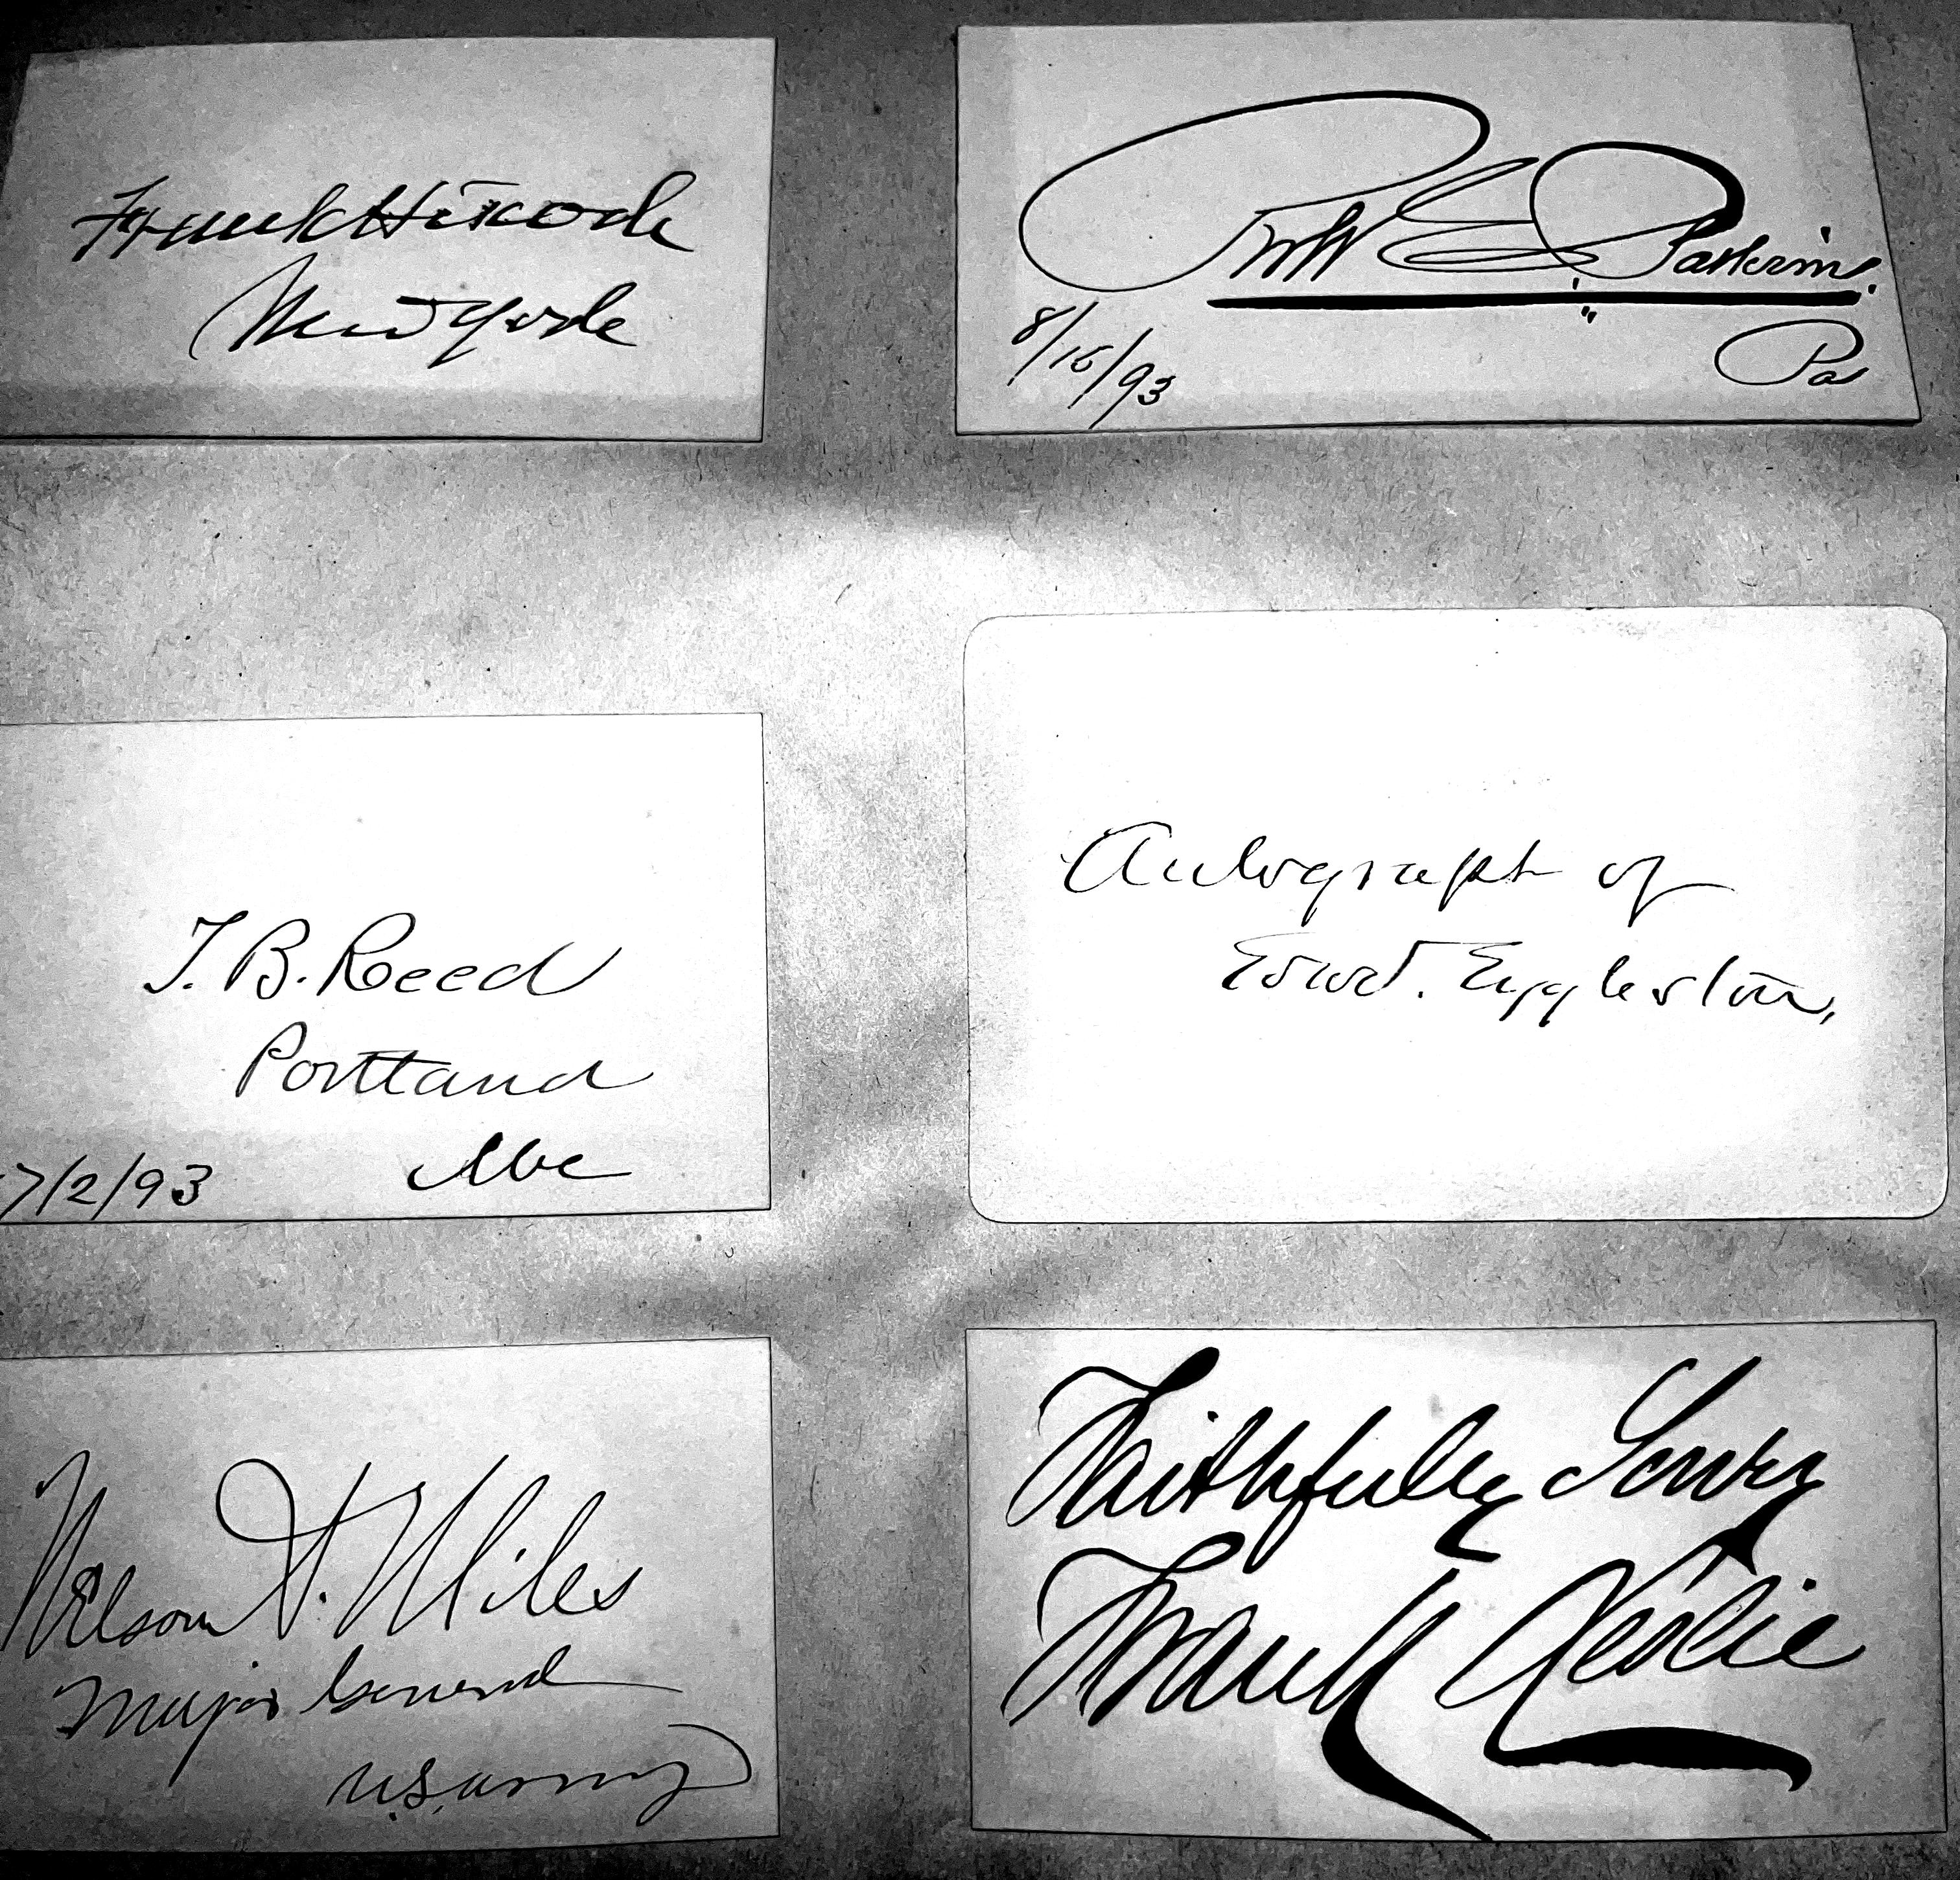 Frank Hiscock
New York
Robt E Pattison
8/15/93
Pa
T. B. Reed
Portland
Me
7/2/93
Autograph of
Edwd. Eggleston,
Nelson A. Miles
Major General
U.S. Army
Faithfully Yours
Frank Leslie